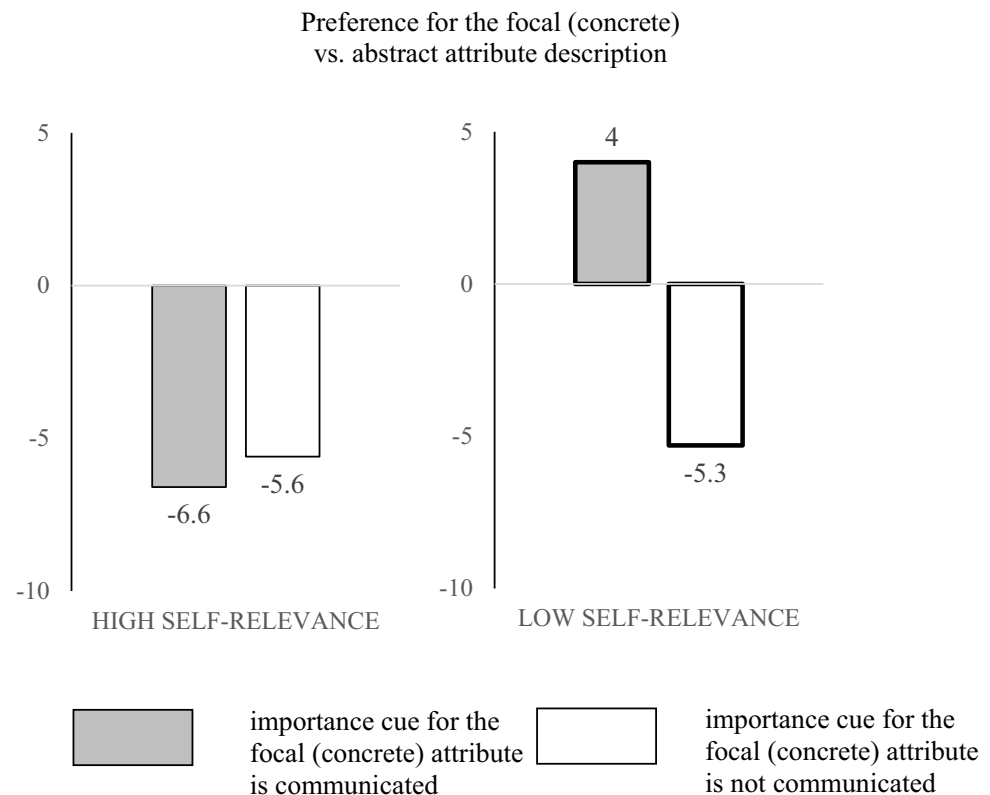 Preference for the focal (concrete)
vs. abstract attribute description
5
0
-5
-10
-6.6
-5.6
HIGH SELF-RELEVANCE
5
0
-5
-10
4
-5.3
LOW SELF-RELEVANCE
importance cue for the
focal (concrete) attribute
is communicated
importance cue for the
focal (concrete) attribute
is not communicated